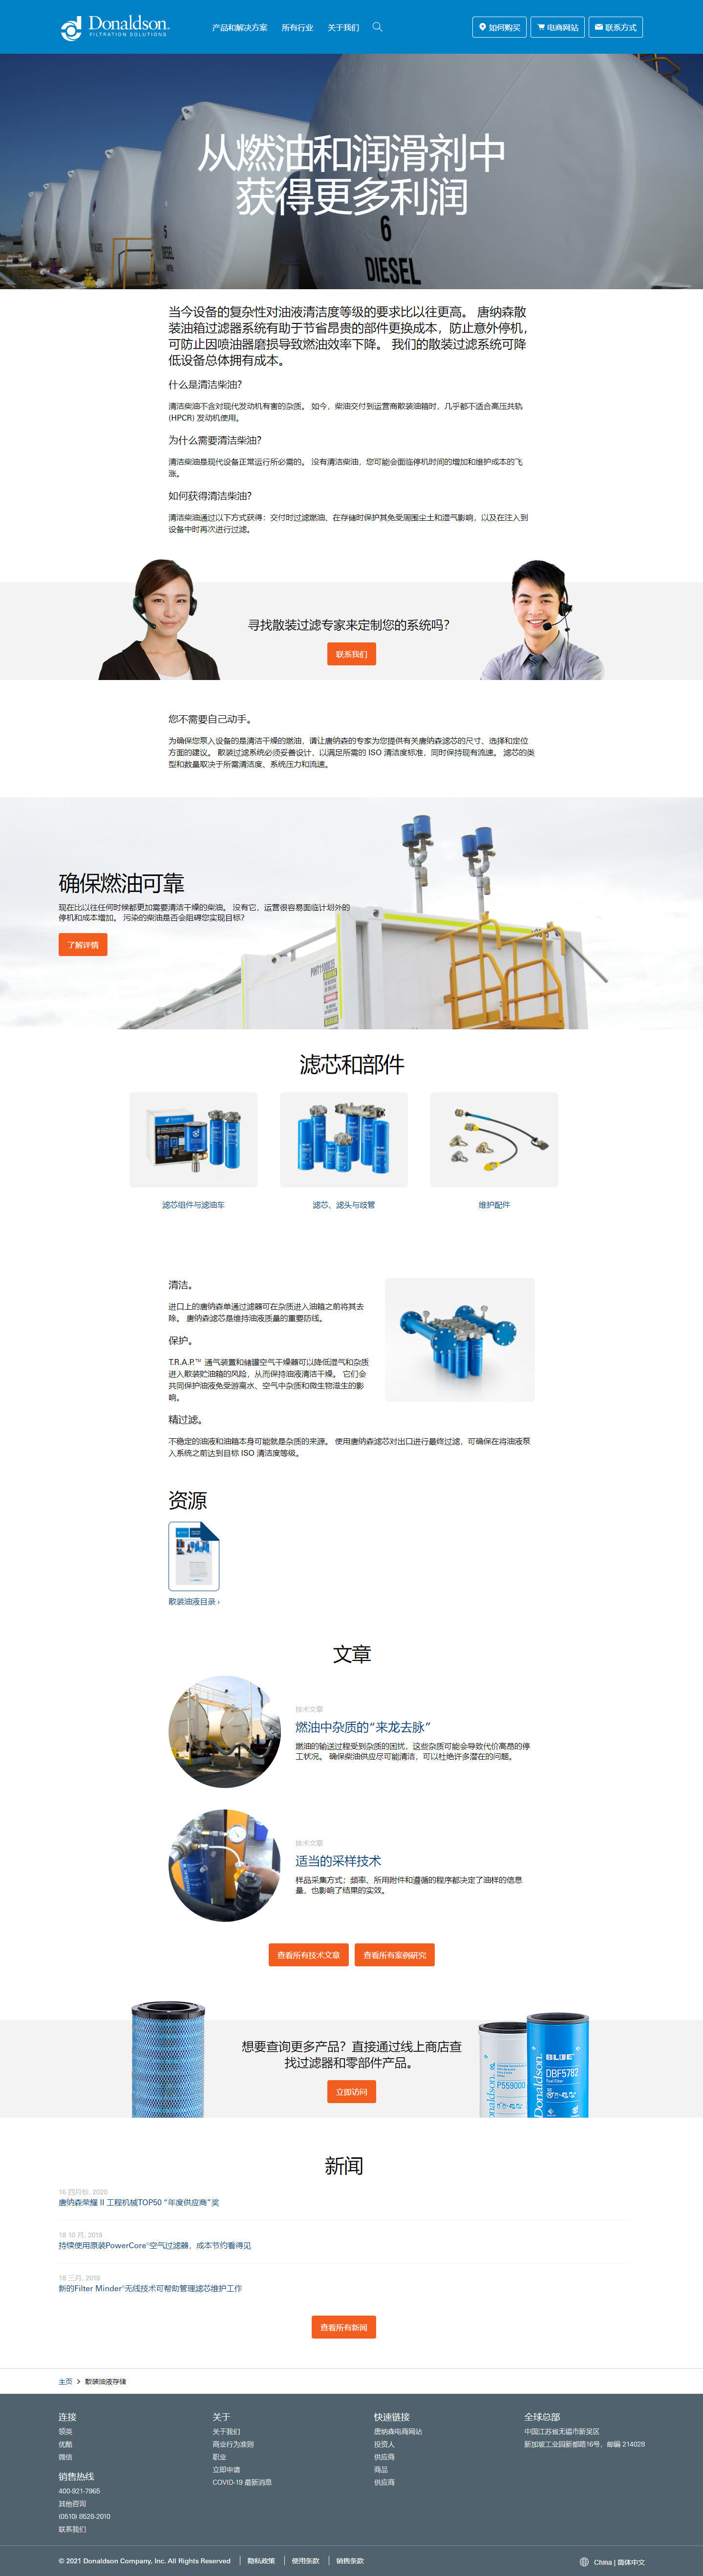 Donaldson.
FILTRATION SOLUTIONS
产品和解决方案 所有行业 关于我们
如何购买 电商网站 联系方式
从燃油和润滑剂中
获得更多利润
5
6
DIESEL
当今设备的复杂性对油液清洁度等级的要求比以往更高。 唐纳森散
装油箱过滤器系统有助于节省昂贵的部件更换成本，防止意外停机，
可防止因喷油器磨损导致燃油效率下降。 我们的散装过滤系统可降
低设备总体拥有成本。
什么是清洁柴油?
清洁柴油不含对现代发动机有害的杂质。 如今，柴油交付到运营商散装油箱时，几乎都不适合高压共轨
(HPCR) 发动机使用。
为什么需要清洁柴油?
清洁柴油是现代设备正常运行所必需的。 没有清洁柴油，您可能会面临停机时间的增加和维护成本的飞
涨。
如何获得清洁柴油?
清洁柴油通过以下方式获得：交付时过滤燃油、在存储时保护其免受周围尘土和湿气影响，以及在注入到
设备中时再次进行过滤。
寻找散装过滤专家来定制您的系统吗?
联系我们
您不需要自己动手。
为确保您泵入设备的是清洁干燥的燃油，请让唐纳森的专家为您提供有关唐纳森滤芯的尺寸、选择和定位
方面的建议。 散装过滤系统必须妥善设计，以满足所需的 ISO 清洁度标准，同时保持现有流速。 滤芯的类
型和数量取决于所需清洁度、系统压力和流速。
确保燃油可靠
现在比以往任何时候都更加需要清洁干燥的柴油。 没有它，运营很容易面临计划外的
停机和成本增加。 污染的柴油是否会阻碍您实现目标?
了解详情
滤芯和部件
滤芯组件与滤油车
滤芯、滤头与歧管
维护配件
清洁。
进口上的唐纳森单通过滤器可在杂质进入油箱之前将其去
除。 唐纳森滤芯是维持油液质量的重要防线。
保护。
T.R.A.P.™ 通气装置和储罐空气干燥器可以降低湿气和杂质
进入散装贮油箱的风险，从而保持油液清洁干燥。 它们会
共同保护油液免受游离水、空气中杂质和微生物滋生的影
响。
精过滤。
不稳定的油液和油箱本身可能就是杂质的来源。 使用唐纳森滤芯对出口进行最终过滤，可确保在将油液泵
入系统之前达到目标 ISO 清洁度等级。
资源
散装油液目录 ›
文章
技术文章
燃油中杂质的“来龙去脉”
燃油的输送过程受到杂质的困扰，这些杂质可能会导致代价高昂的停
工状况。 确保柴油供应尽可能清洁，可以杜绝许多潜在的问题。
技术文章
适当的采样技术
样品采集方式；频率、所用附件和遵循的程序都决定了油样的信息
量，也影响了结果的实效。
查看所有技术文章 查看所有案例研究
想要查询更多产品？直接通过线上商店查
找过滤器和零部件产品。
立即访问
Donaldson.
P559000
Donaldson.
BLUE
DBF5782
新闻
16 四月份, 2020
唐纳森荣耀 II 工程机械TOP50 “年度供应商”奖
18 10 月, 2019
持续使用原装PowerCore®空气过滤器，成本节约看得见
18 三月, 2019
新的Filter Minder®无线技术可帮助管理滤芯维护工作
查看所有新闻
主页 > 散装油液存储
连接
领英
优酷
微信
销售热线
400-921-7965
其他咨询
(0510) 8528-2010
联系我们
关于
关于我们
商业行为准则
职业
立即申请
COVID-19 最新消息
快速链接
唐纳森电商网站
投资人
供应商
商品
供应商
全球总部
中国江苏省无锡市新吴区
新加坡工业园新都路16号，邮编 214028
© 2021 Donaldson Company, Inc. All Rights Reserved 隐私政策 使用条款 销售条款
China | 简体中文